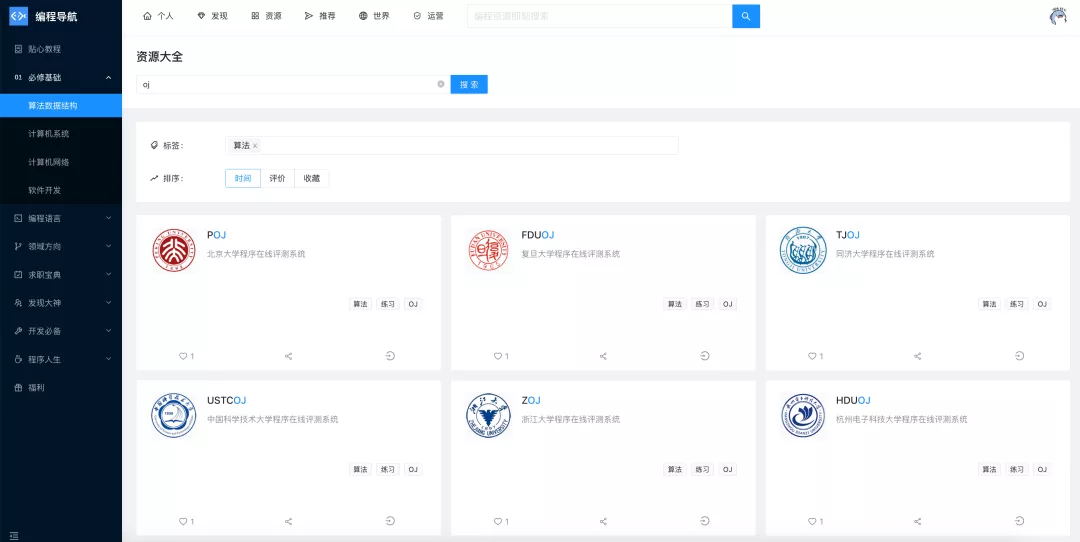 编程导航
个人 发现 资源 推荐 世界 运营
编程资源即刻搜索
贴心教程
01 必修基础
算法数据结构
计算机系统
计算机网络
软件开发
编程语言
领域方向
求职宝典
发现大神
开发必备
程序人生
福利
资源大全
oj
搜 索
标签：
算法
排序：
时间 评价 收藏
POJ
北京大学程序在线评测系统
算法 练习 OJ
1
FDUOJ
复旦大学程序在线评测系统
算法 练习 OJ
1
TJOJ
同济大学程序在线评测系统
算法 练习 OJ
1
USTCOJ
中国科学技术大学程序在线评测系统
算法 练习 OJ
1
ZOJ
浙江大学程序在线评测系统
算法 练习 OJ
1
HDUOJ
杭州电子科技大学程序在线评测系统
算法 练习 OJ
1